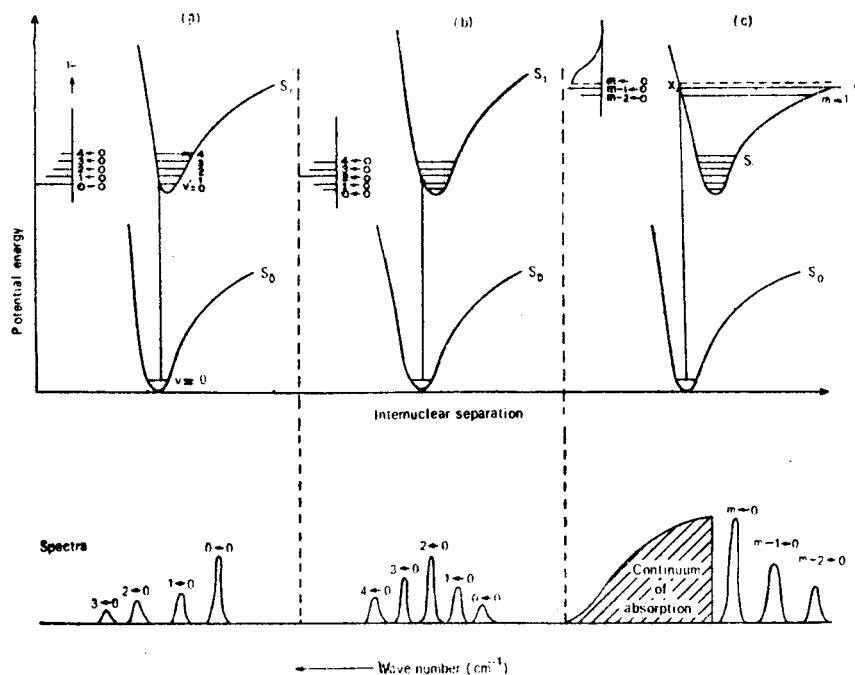 (a)
(b)
(c)
S₁
m←0
m-1←0
m-2←0
X
m-1
S
4←0
3←0
2←0
1←0
0←0
4
3
2
1
v'=0
4←0
3←0
2←0
1←0
0←0
Potential energy
S₀
S₀
S₀
v=0
Internuclear separation
Spectra
3←0
2←0
1←0
0←0
4←0
3←0
2←0
1←0
0←0
m←0
m-1←0
m-2←0
Continuum
of
absorption
Wave number (cm⁻¹)